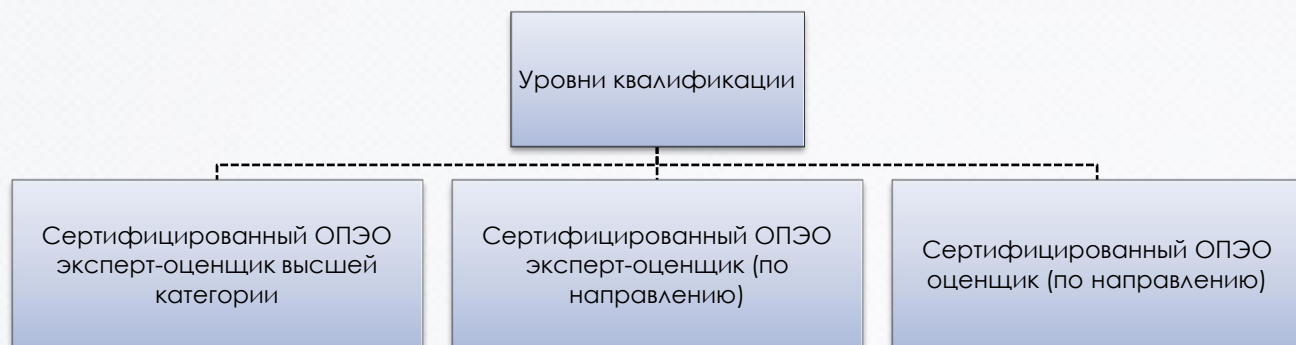 Уровни квалификации
Сертифицированный ОПЭО
эксперт-оценщик высшей
категории
Сертифицированный ОПЭО
эксперт-оценщик (по
направлению)
Сертифицированный ОПЭО
оценщик (по направлению)